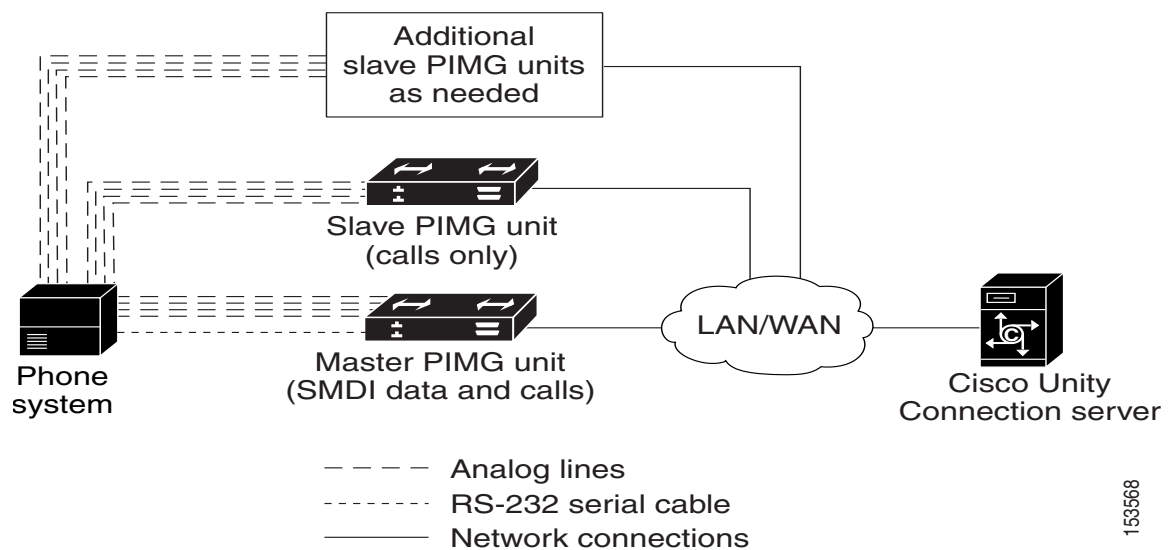 Additional
slave PIMG units
as needed
Slave PIMG unit
(calls only)
LAN/WAN
Master PIMG unit
(SMDI data and calls)
Phone
system
Cisco Unity
Connection server
Analog lines
RS-232 serial cable
Network connections
153568